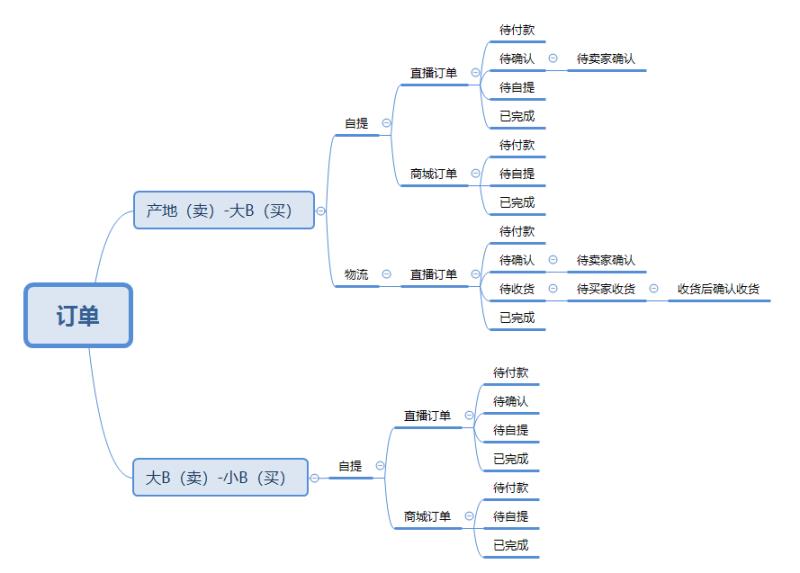 订单
产地（卖）-大B（买）
自提
直播订单
待付款
待确认
待卖家确认
待自提
已完成
商城订单
待付款
待自提
已完成
物流
直播订单
待付款
待确认
待卖家确认
待收货
待买家收货
收货后确认收货
已完成
大B（卖）-小B（买）
自提
直播订单
待付款
待确认
待自提
已完成
商城订单
待付款
待自提
已完成